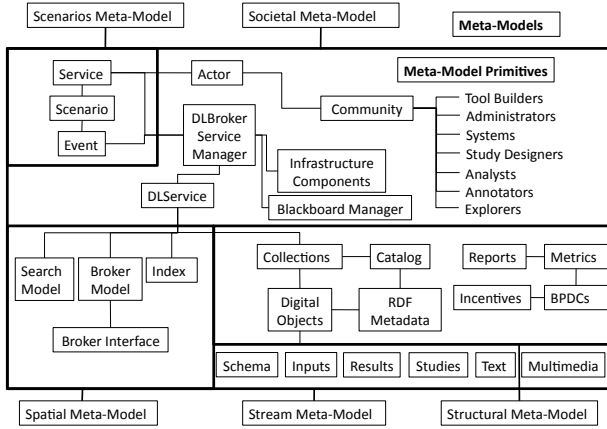 Scenarios Meta-Model
Societal Meta-Model
Meta-Models
Service
Actor
Meta-Model Primitives
Scenario
Community
Tool Builders
Administrators
Systems
Study Designers
Analysts
Annotators
Explorers
Event
DLBroker
Service
Manager
Infrastructure
Components
DLService
Blackboard Manager
Search
Model
Broker
Model
Index
Collections
Catalog
Reports
Metrics
Digital
Objects
RDF
Metadata
Incentives
BPDCs
Broker Interface
Schema
Inputs
Results
Studies
Text
Multimedia
Spatial Meta-Model
Stream Meta-Model
Structural Meta-Model